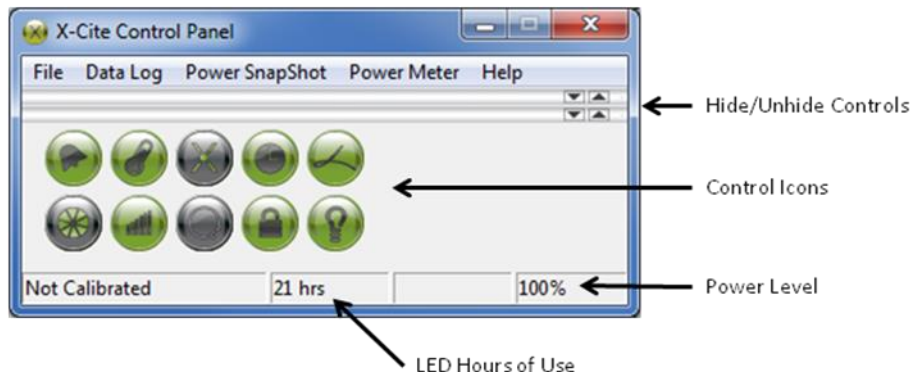 X-Cite Control Panel
File Data Log Power SnapShot Power Meter Help
Hide/Unhide Controls
Control Icons
Not Calibrated 21 hrs 100%
Power Level
LED Hours of Use